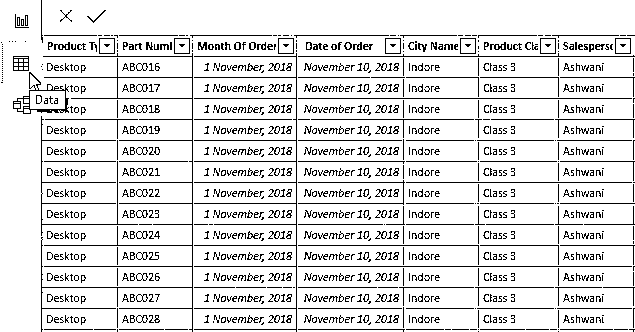 Product Ty Part Numl Month Of Order Date of Order City Name Product Cla Salesperso
Desktop ABC016 1 November, 2018 November 10, 2018 Indore Class 3 Ashwani
Desktop ABC017 1 November, 2018 November 10, 2018 Indore Class 3 Ashwani
Data
Desktop ABC018 1 November, 2018 November 10, 2018 Indore Class 3 Ashwani
Desktop ABC019 1 November, 2018 November 10, 2018 Indore Class 3 Ashwani
Desktop ABC020 1 November, 2018 November 10, 2018 Indore Class 3 Ashwani
Desktop ABC021 1 November, 2018 November 10, 2018 Indore Class 3 Ashwani
Desktop ABC022 1 November, 2018 November 10, 2018 Indore Class 3 Ashwani
Desktop ABC023 1 November, 2018 November 10, 2018 Indore Class 3 Ashwani
Desktop ABC024 1 November, 2018 November 10, 2018 Indore Class 3 Ashwani
Desktop ABC025 1 November, 2018 November 10, 2018 Indore Class 3 Ashwani
Desktop ABC026 1 November, 2018 November 10, 2018 Indore Class 3 Ashwani
Desktop ABC027 1 November, 2018 November 10, 2018 Indore Class 3 Ashwani
Desktop ABC028 1 November, 2018 November 10, 2018 Indore Class 3 Ashwani